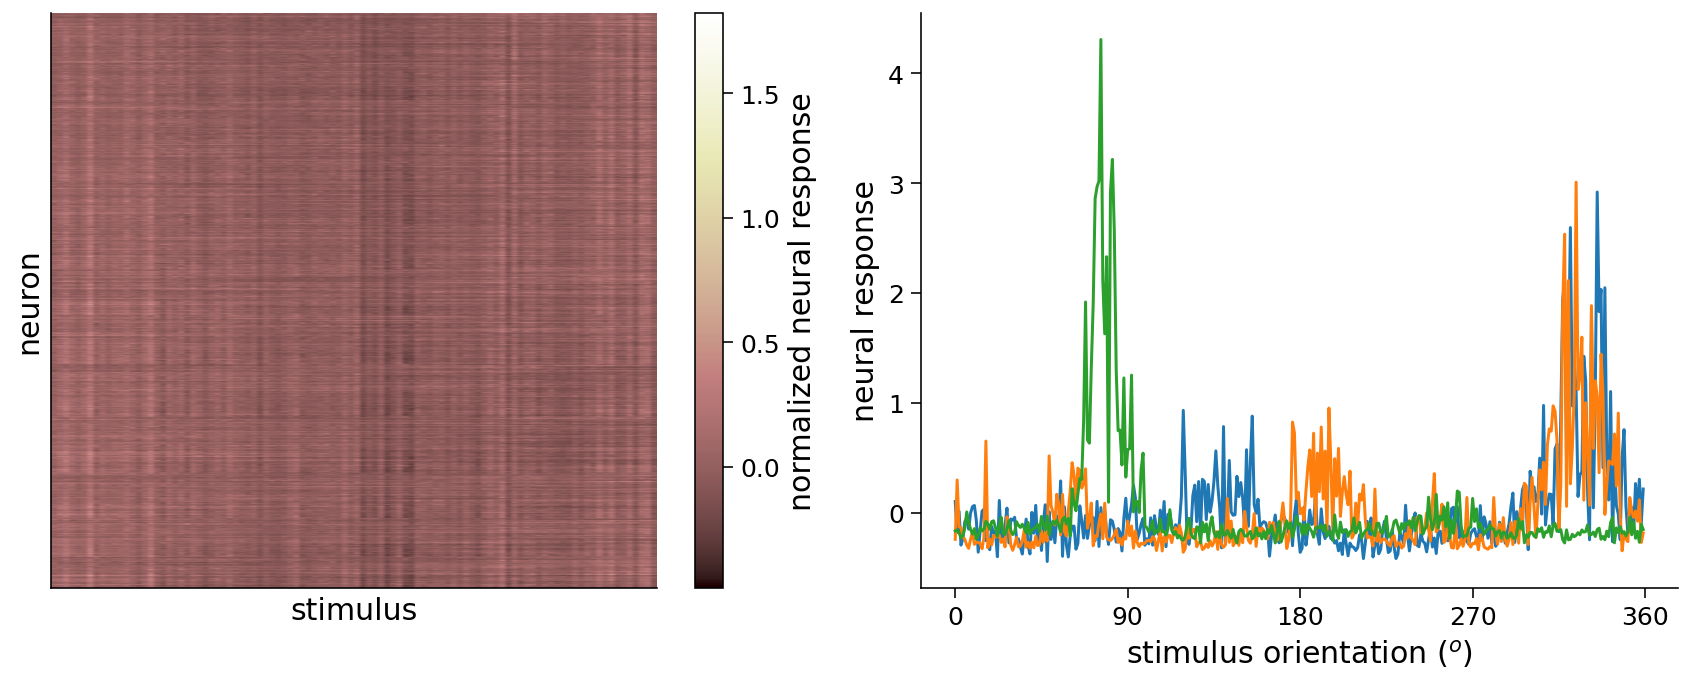 neuron
stimulus
1.5
1.0
0.5
0.0
normalized neural response
neural response
4
3
2
1
0
0 90 180 270 360
stimulus orientation (º)